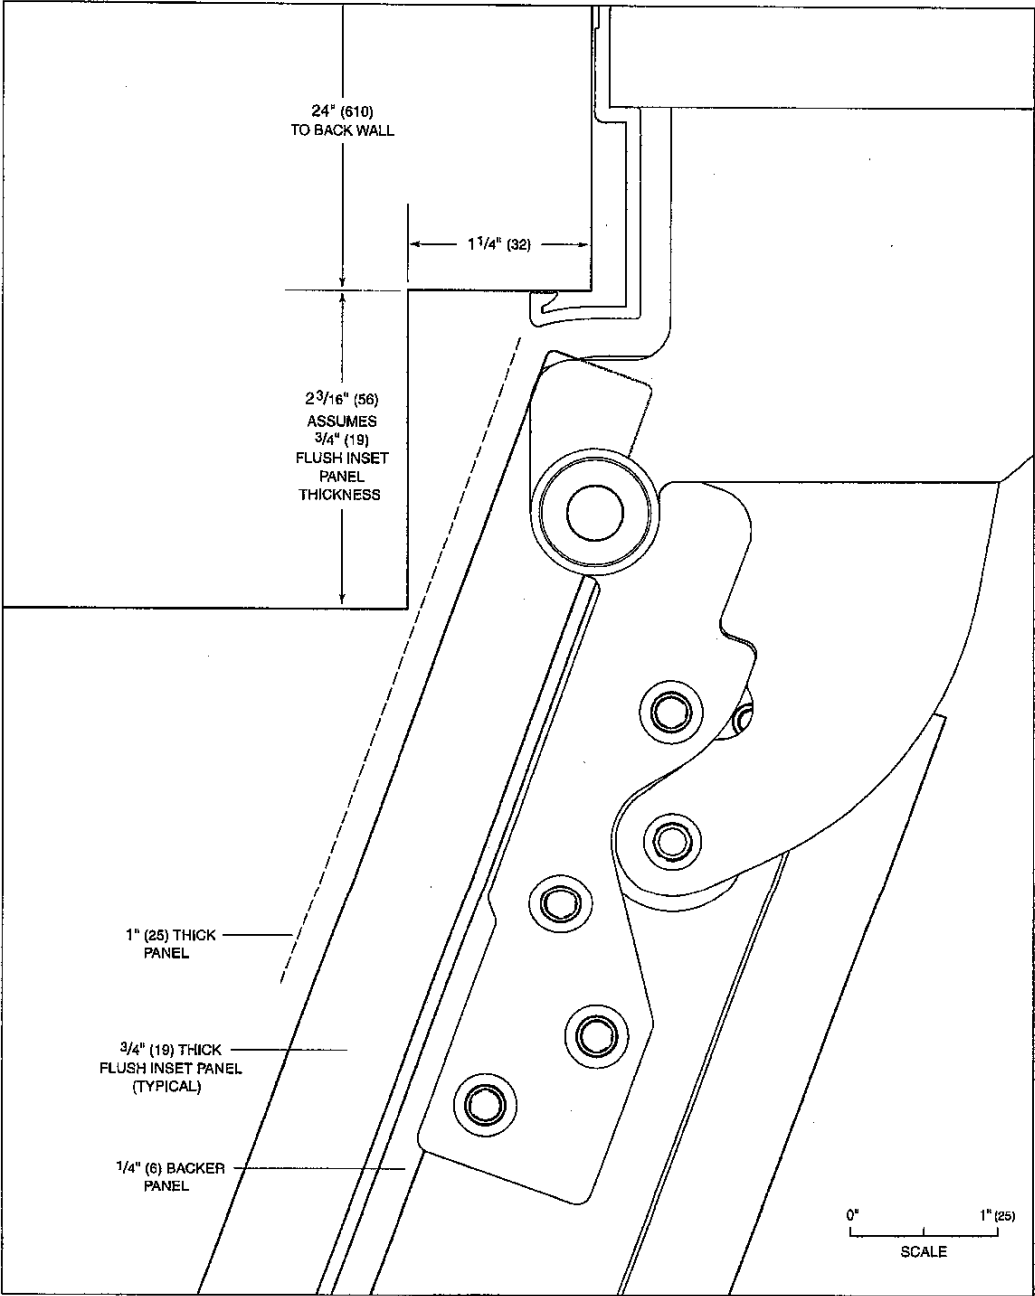 24" (610)
TO BACK WALL
1 1/4" (32)
2 3/16" (56)
ASSUMES
3/4" (19)
FLUSH INSET
PANEL
THICKNESS
1" (25) THICK
PANEL
3/4" (19) THICK
FLUSH INSET PANEL
(TYPICAL)
1/4" (6) BACKER
PANEL
0" 1" (25)
SCALE